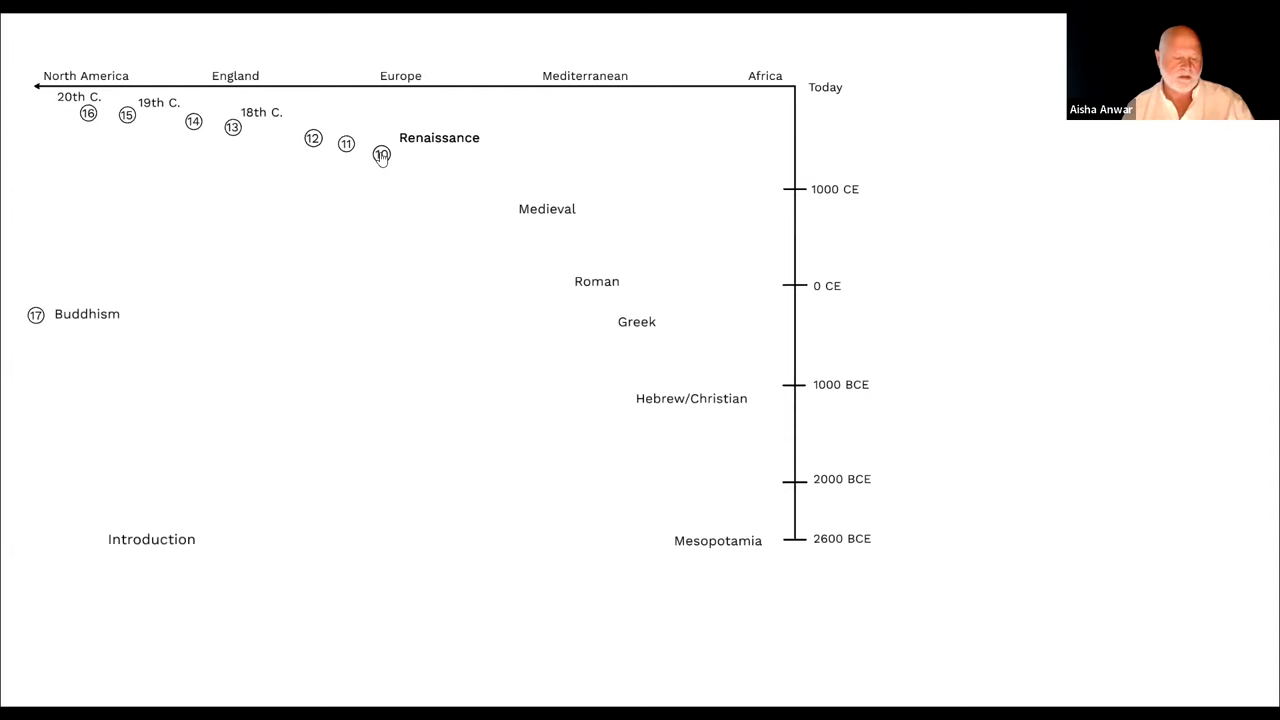 North America England Europe Mediterranean Africa
Today
Aisha Anwar
20th C. 19th C. 18th C.
16 15 14 13 12 11 10 Renaissance
1000 CE
Medieval
Roman 0 CE
17 Buddhism
Greek
1000 BCE
Hebrew/Christian
2000 BCE
Introduction Mesopotamia 2600 BCE